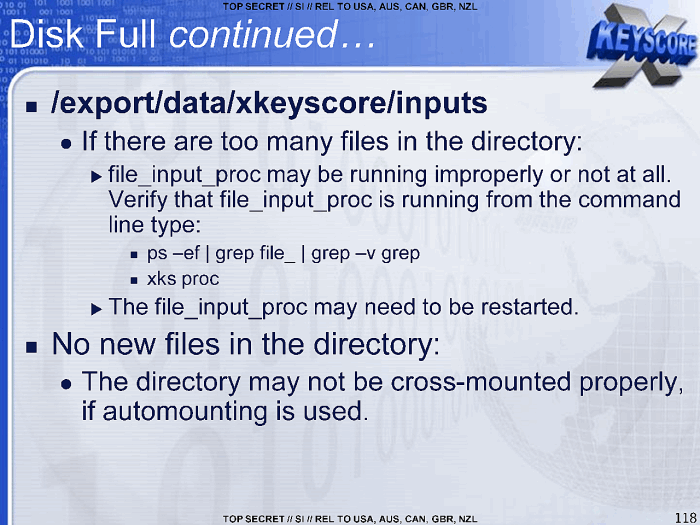 TOP SECRET // SI // REL TO USA, AUS, CAN, GBR, NZL
Disk Full continued…
XKEYSCORE
/export/data/xkeyscore/inputs
If there are too many files in the directory:
file_input_proc may be running improperly or not at all.
Verify that file_input_proc is running from the command
line type:
ps –ef | grep file_ | grep –v grep
xks proc
The file_input_proc may need to be restarted.
No new files in the directory:
The directory may not be cross-mounted properly,
if automounting is used.
TOP SECRET // SI // REL TO USA, AUS, CAN, GBR, NZL
118